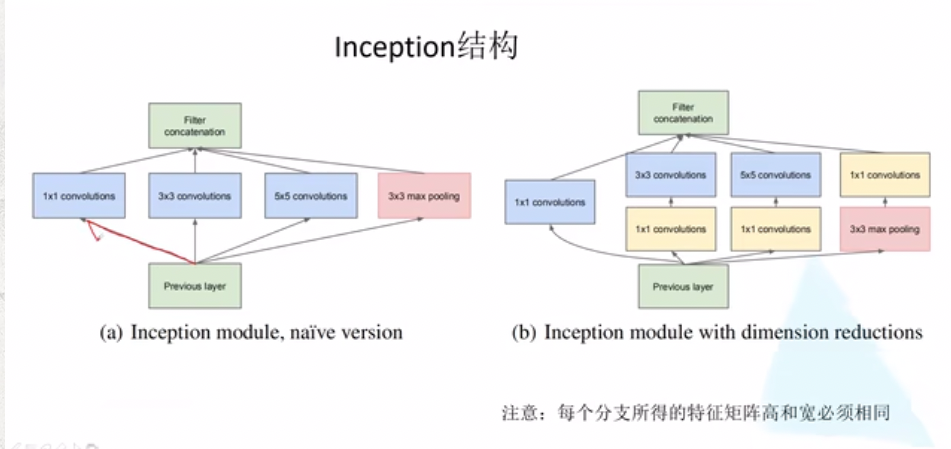 Inception结构
Filter
concatenation
1x1 convolutions
3x3 convolutions
5x5 convolutions
3x3 max pooling
Previous layer
(a) Inception module, naïve version
Filter
concatenation
3x3 convolutions
5x5 convolutions
1x1 convolutions
1x1 convolutions
1x1 convolutions
1x1 convolutions
3x3 max pooling
Previous layer
(b) Inception module with dimension reductions
注意：每个分支所得的特征矩阵高和宽必须相同